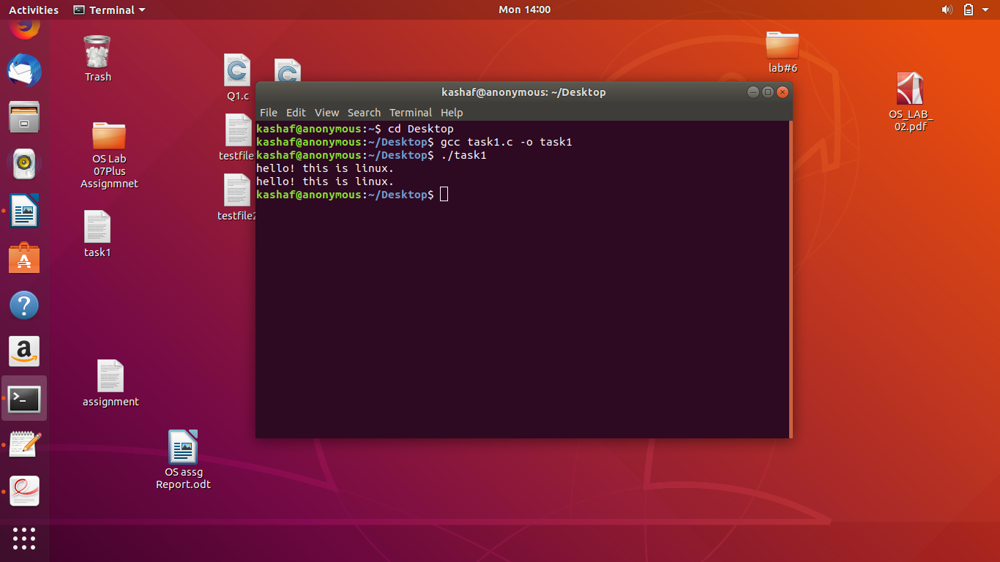 Activities
Terminal
Mon 14:00
Trash
Q1.c
lab#6
OS_LAB_
02.pdf
OS Lab
07Plus
Assignmnet
testfile
testfile2
task1
assignment
OS assg
Report.odt
kashaf@anonymous: ~/Desktop
File Edit View Search Terminal Help
kashaf@anonymous:~$ cd Desktop
kashaf@anonymous:~/Desktop$ gcc task1.c -o task1
kashaf@anonymous:~/Desktop$ ./task1
hello! this is linux.
hello! this is linux.
kashaf@anonymous:~/Desktop$